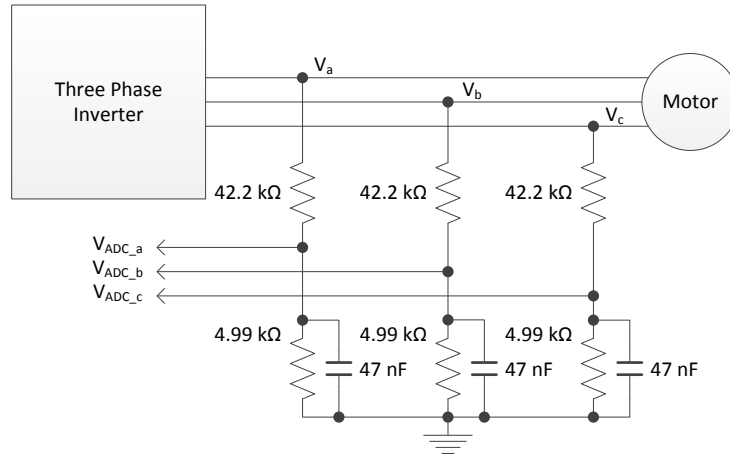 Three Phase
Inverter
Motor
Va
Vb
Vc
42.2 kΩ
42.2 kΩ
42.2 kΩ
VADC_a
VADC_b
VADC_c
4.99 kΩ
4.99 kΩ
4.99 kΩ
47 nF
47 nF
47 nF